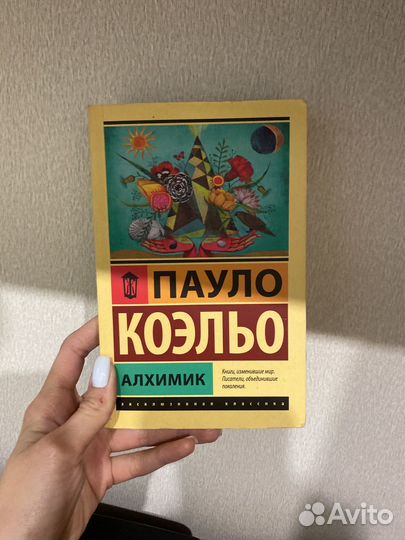 ПАУЛО
КОЭЛЬО
АЛХИМИК
Книги, изменившие мир.
Писатели, объединившие
поколения.
эксклюзивная классика
Avito